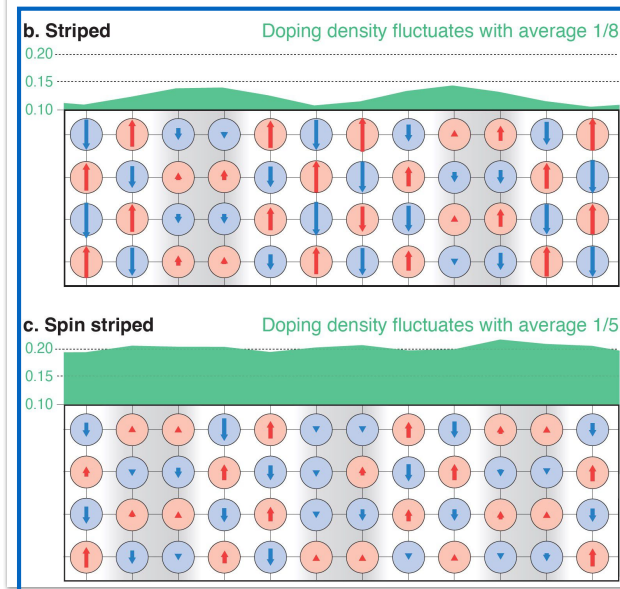 b. Striped
Doping density fluctuates with average 1/8
0.20
0.15
0.10
c. Spin striped
Doping density fluctuates with average 1/5
0.20
0.15
0.10